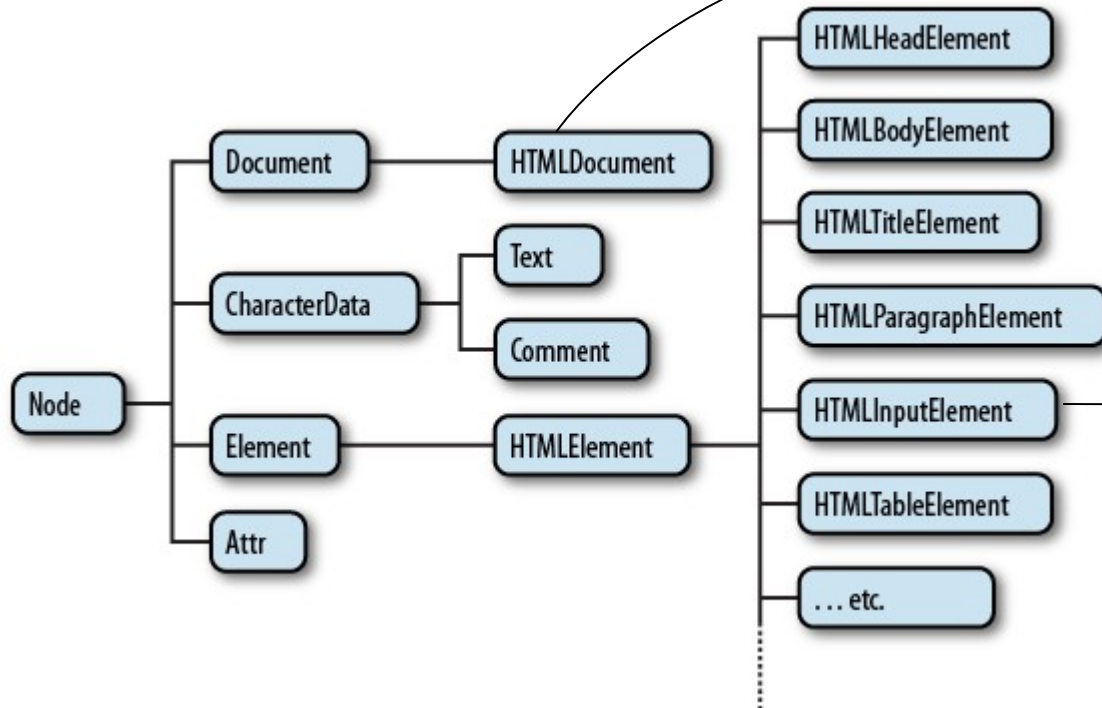 Node
Document
CharacterData
Element
Attr
HTMLDocument
Text
Comment
HTMLElement
HTMLHeadElement
HTMLBodyElement
HTMLTitleElement
HTMLParagraphElement
HTMLInputElement
HTMLTableElement
. . . etc.